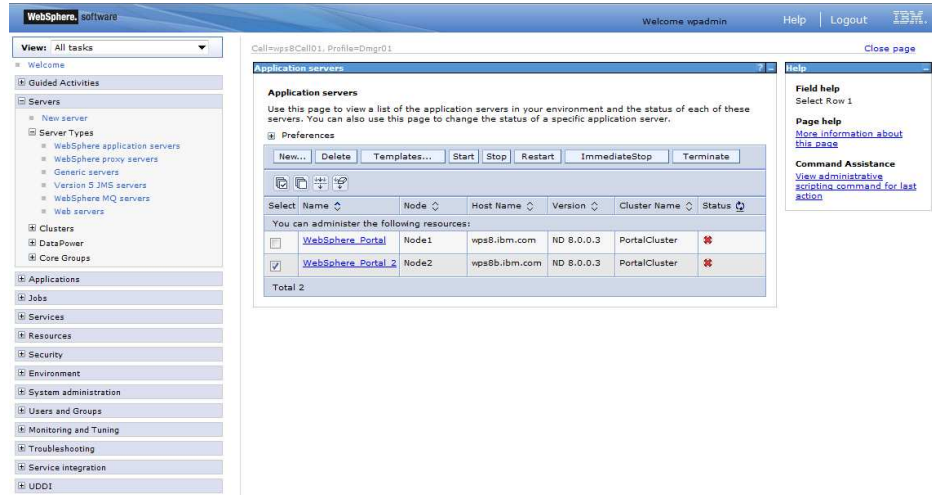 WebSphere. software
Welcome wpadmin
Help | Logout
IBM.
View: All tasks
Welcome
Guided Activities
Servers
New server
Server Types
WebSphere application servers
WebSphere proxy servers
Generic servers
Version 5 JMS servers
WebSphere MQ servers
Web servers
Clusters
DataPower
Core Groups
Applications
Jobs
Services
Resources
Security
Environment
System administration
Users and Groups
Monitoring and Tuning
Troubleshooting
Service integration
UDDI
Cell=wps8Cell01, Profile=Dmgr01
Close page
Application servers
? -
Application servers
Use this page to view a list of the application servers in your environment and the status of each of these
servers. You can also use this page to change the status of a specific application server.
Preferences
New... Delete Templates... Start Stop Restart ImmediateStop Terminate
Select Name Node Host Name Version Cluster Name Status
You can administer the following resources:
WebSphere_Portal Node1 wps8.ibm.com ND 8.0.0.3 PortalCluster
WebSphere_Portal_2 Node2 wps8b.ibm.com ND 8.0.0.3 PortalCluster
Total 2
Help
Field help
Select Row 1
Page help
More information about
this page
Command Assistance
View administrative
scripting command for last
action